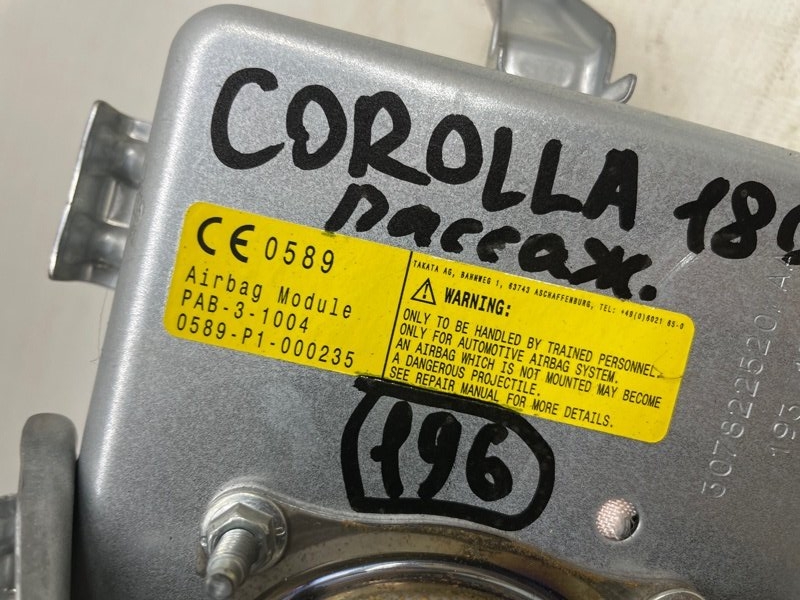 COROLLA 180
пассаж.
CE 0589
Airbag Module
PAB-3-1004
0589-P1-000235
TAKATA AG, BAHNWEG 1, 63743 ASCHAFFENBURG, TEL: +49(0)6021 65-0
WARNING:
ONLY TO BE HANDLED BY TRAINED PERSONNEL.
ONLY FOR AUTOMOTIVE AIRBAG SYSTEM.
AN AIRBAG WHICH IS NOT MOUNTED MAY BECOME
A DANGEROUS PROJECTILE.
SEE REPAIR MANUAL FOR MORE DETAILS.
196
307822520